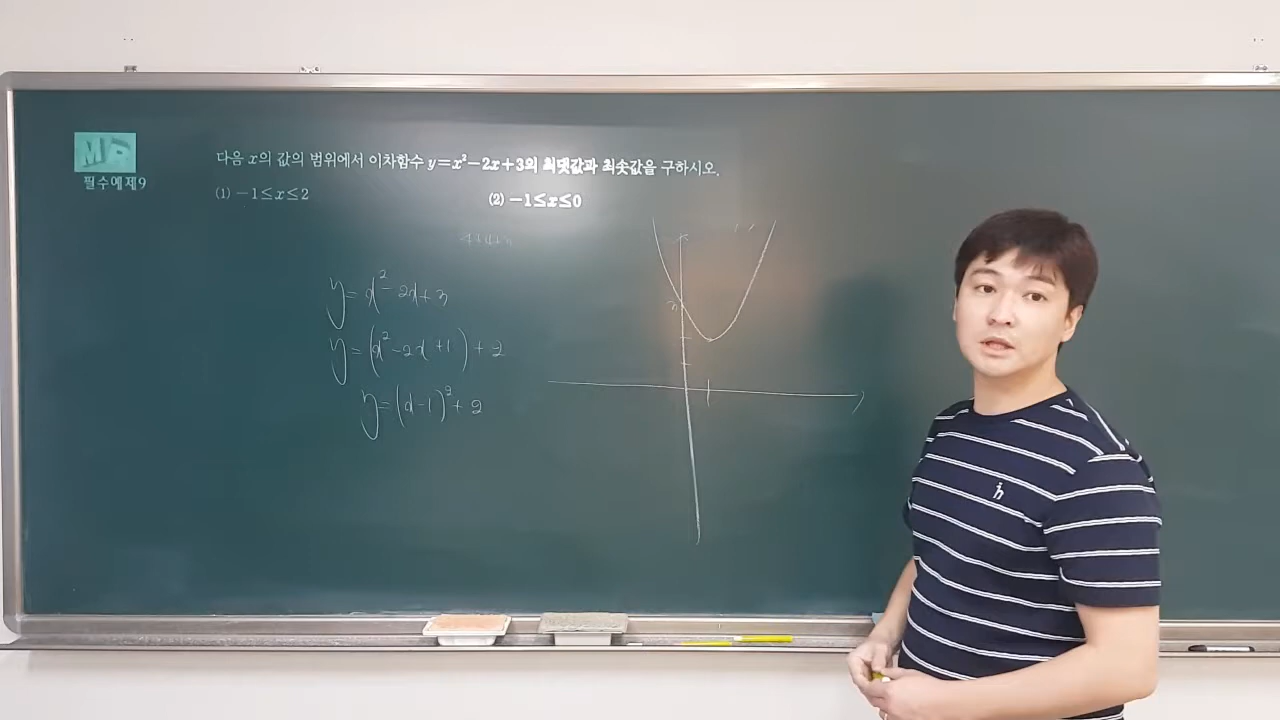 필수예제9
다음 x의 값의 범위에서 이차함수 y=x²-2x+3의 최댓값과 최솟값을 구하시오.
(1) -1≤x≤2
(2) -1≤x≤0
y=x²-2x+3
y=(x²-2x+1)+2
y=(x-1)²+2
3